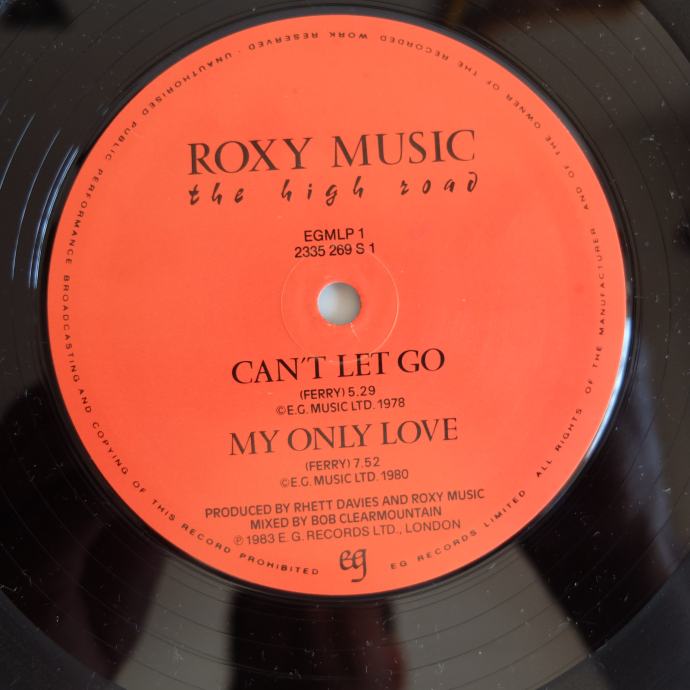 ROXY MUSIC
the high road
EGMLP 1
2335 269 S 1
CAN'T LET GO
(FERRY) 5.29
©E.G. MUSIC LTD. 1978
MY ONLY LOVE
(FERRY) 7.52
©E.G. MUSIC LTD. 1980
PRODUCED BY RHETT DAVIES AND ROXY MUSIC
MIXED BY BOB CLEARMOUNTAIN
℗1983 E.G. RECORDS LTD., LONDON
eg
EG RECORDS LIMITED ALL RIGHTS OF THE MANUFACTURER AND OF THE OWNER OF THE RECORDED WORK RESERVED · UNAUTHORISED PUBLIC PERFORMANCE BROADCASTING AND COPYING OF THIS RECORD PROHIBITED